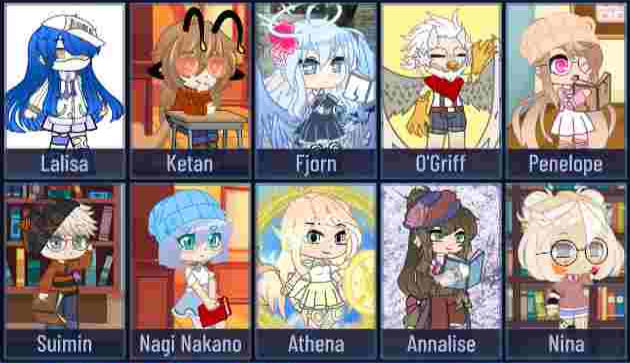 Lalisa
Ketan
Fjorn
O'Griff
Penelope
Suimin
Nagi Nakano
Athena
Annalise
Nina